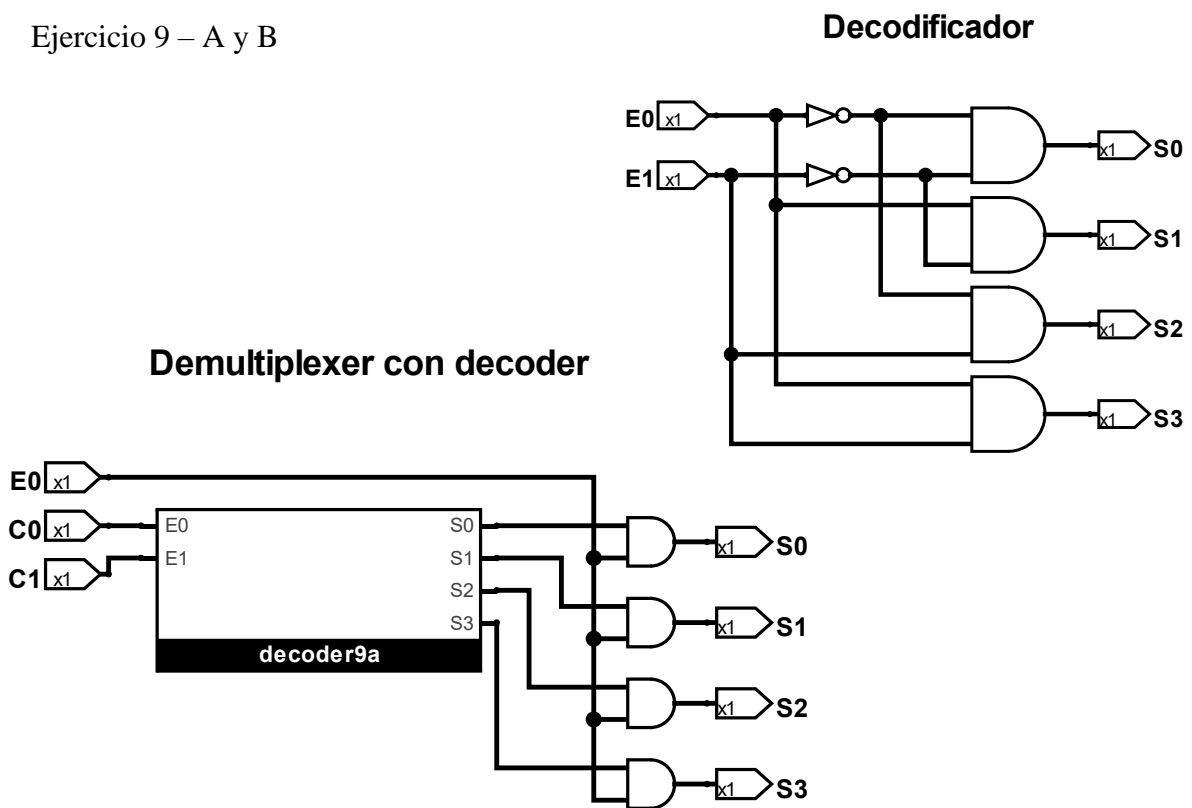 Ejercicio 9 – A y B
Decodificador
E0 x1
x1 S0
E1 x1
x1 S1
x1 S2
x1 S3
Demultiplexer con decoder
E0 x1
C0 x1
C1 x1
E0 S0
E1 S1
S2
S3
decoder9a
x1 S0
x1 S1
x1 S2
x1 S3